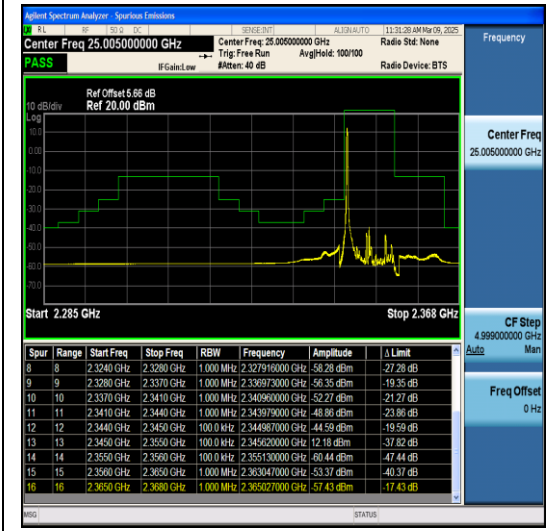 Agilent Spectrum Analyzer - Spurious Emissions
RL RF 50 Ω DC SENSE:INT ALIGNAUTO 11:31:28 AM Mar 09, 2025
Center Freq 25.005000000 GHz Center Freq: 25.005000000 GHz Radio Std: None
Trig: Free Run Avg|Hold: 100/100
PASS IFGain:Low #Atten: 40 dB Radio Device: BTS
Ref Offset 5.66 dB
10 dB/div Ref 20.00 dBm
Log
10.0
0.00
-10.0
-20.0
-30.0
-40.0
-50.0
-60.0
-70.0
Start 2.285 GHz Stop 2.368 GHz
Spur Range Start Freq Stop Freq RBW Frequency Amplitude Δ Limit
8 8 2.3240 GHz 2.3280 GHz 1.000 MHz 2.327916000 GHz -58.28 dBm -27.28 dB
9 9 2.3280 GHz 2.3370 GHz 1.000 MHz 2.336973000 GHz -56.35 dBm -19.35 dB
10 10 2.3370 GHz 2.3410 GHz 1.000 MHz 2.340960000 GHz -52.27 dBm -21.27 dB
11 11 2.3410 GHz 2.3440 GHz 1.000 MHz 2.343979000 GHz -48.86 dBm -23.86 dB
12 12 2.3440 GHz 2.3450 GHz 100.0 kHz 2.344987000 GHz -44.59 dBm -19.59 dB
13 13 2.3450 GHz 2.3550 GHz 100.0 kHz 2.345620000 GHz 12.18 dBm -37.82 dB
14 14 2.3550 GHz 2.3560 GHz 100.0 kHz 2.355130000 GHz -60.44 dBm -47.44 dB
15 15 2.3560 GHz 2.3650 GHz 1.000 MHz 2.363047000 GHz -53.37 dBm -40.37 dB
16 16 2.3650 GHz 2.3680 GHz 1.000 MHz 2.365027000 GHz -57.43 dBm -17.43 dB
MSG STATUS
Frequency
Center Freq
25.005000000 GHz
CF Step
4.999000000 GHz
Auto Man
Freq Offset
0 Hz